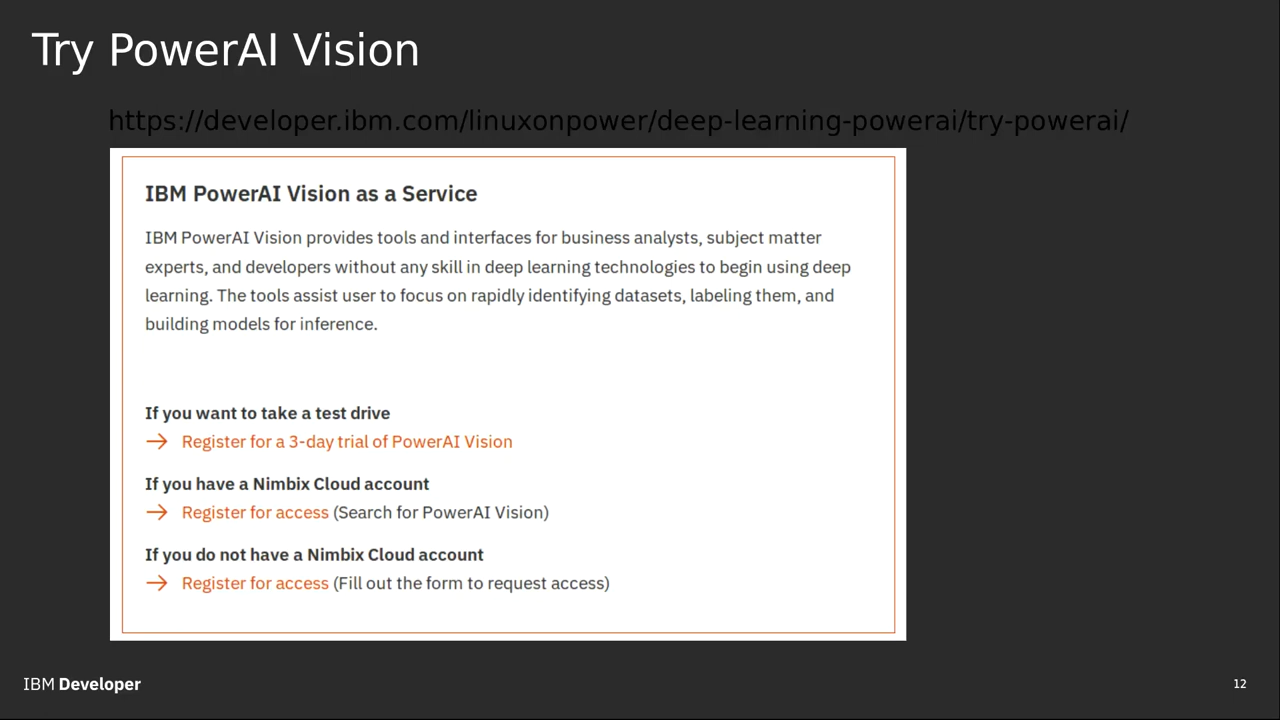 Try PowerAI Vision
https://developer.ibm.com/linuxonpower/deep-learning-powerai/try-powerai/
IBM PowerAI Vision as a Service
IBM PowerAI Vision provides tools and interfaces for business analysts, subject matter
experts, and developers without any skill in deep learning technologies to begin using deep
learning. The tools assist user to focus on rapidly identifying datasets, labeling them, and
building models for inference.
If you want to take a test drive
→ Register for a 3-day trial of PowerAI Vision
If you have a Nimbix Cloud account
→ Register for access (Search for PowerAI Vision)
If you do not have a Nimbix Cloud account
→ Register for access (Fill out the form to request access)
IBM Developer
12